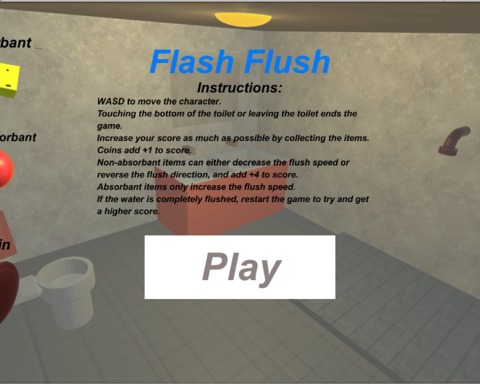 Flash Flush
Instructions:
WASD to move the character.
Touching the bottom of the toilet or leaving the toilet ends the
game.
Increase your score as much as possible by collecting the items.
Coins add +1 to score.
Non-absorbant items can either decrease the flush speed or
reverse the flush direction, and add +4 to score.
Absorbant items only increase the flush speed.
If the water is completely flushed, restart the game to try and get
a higher score.
Play
rbant
orbant
in